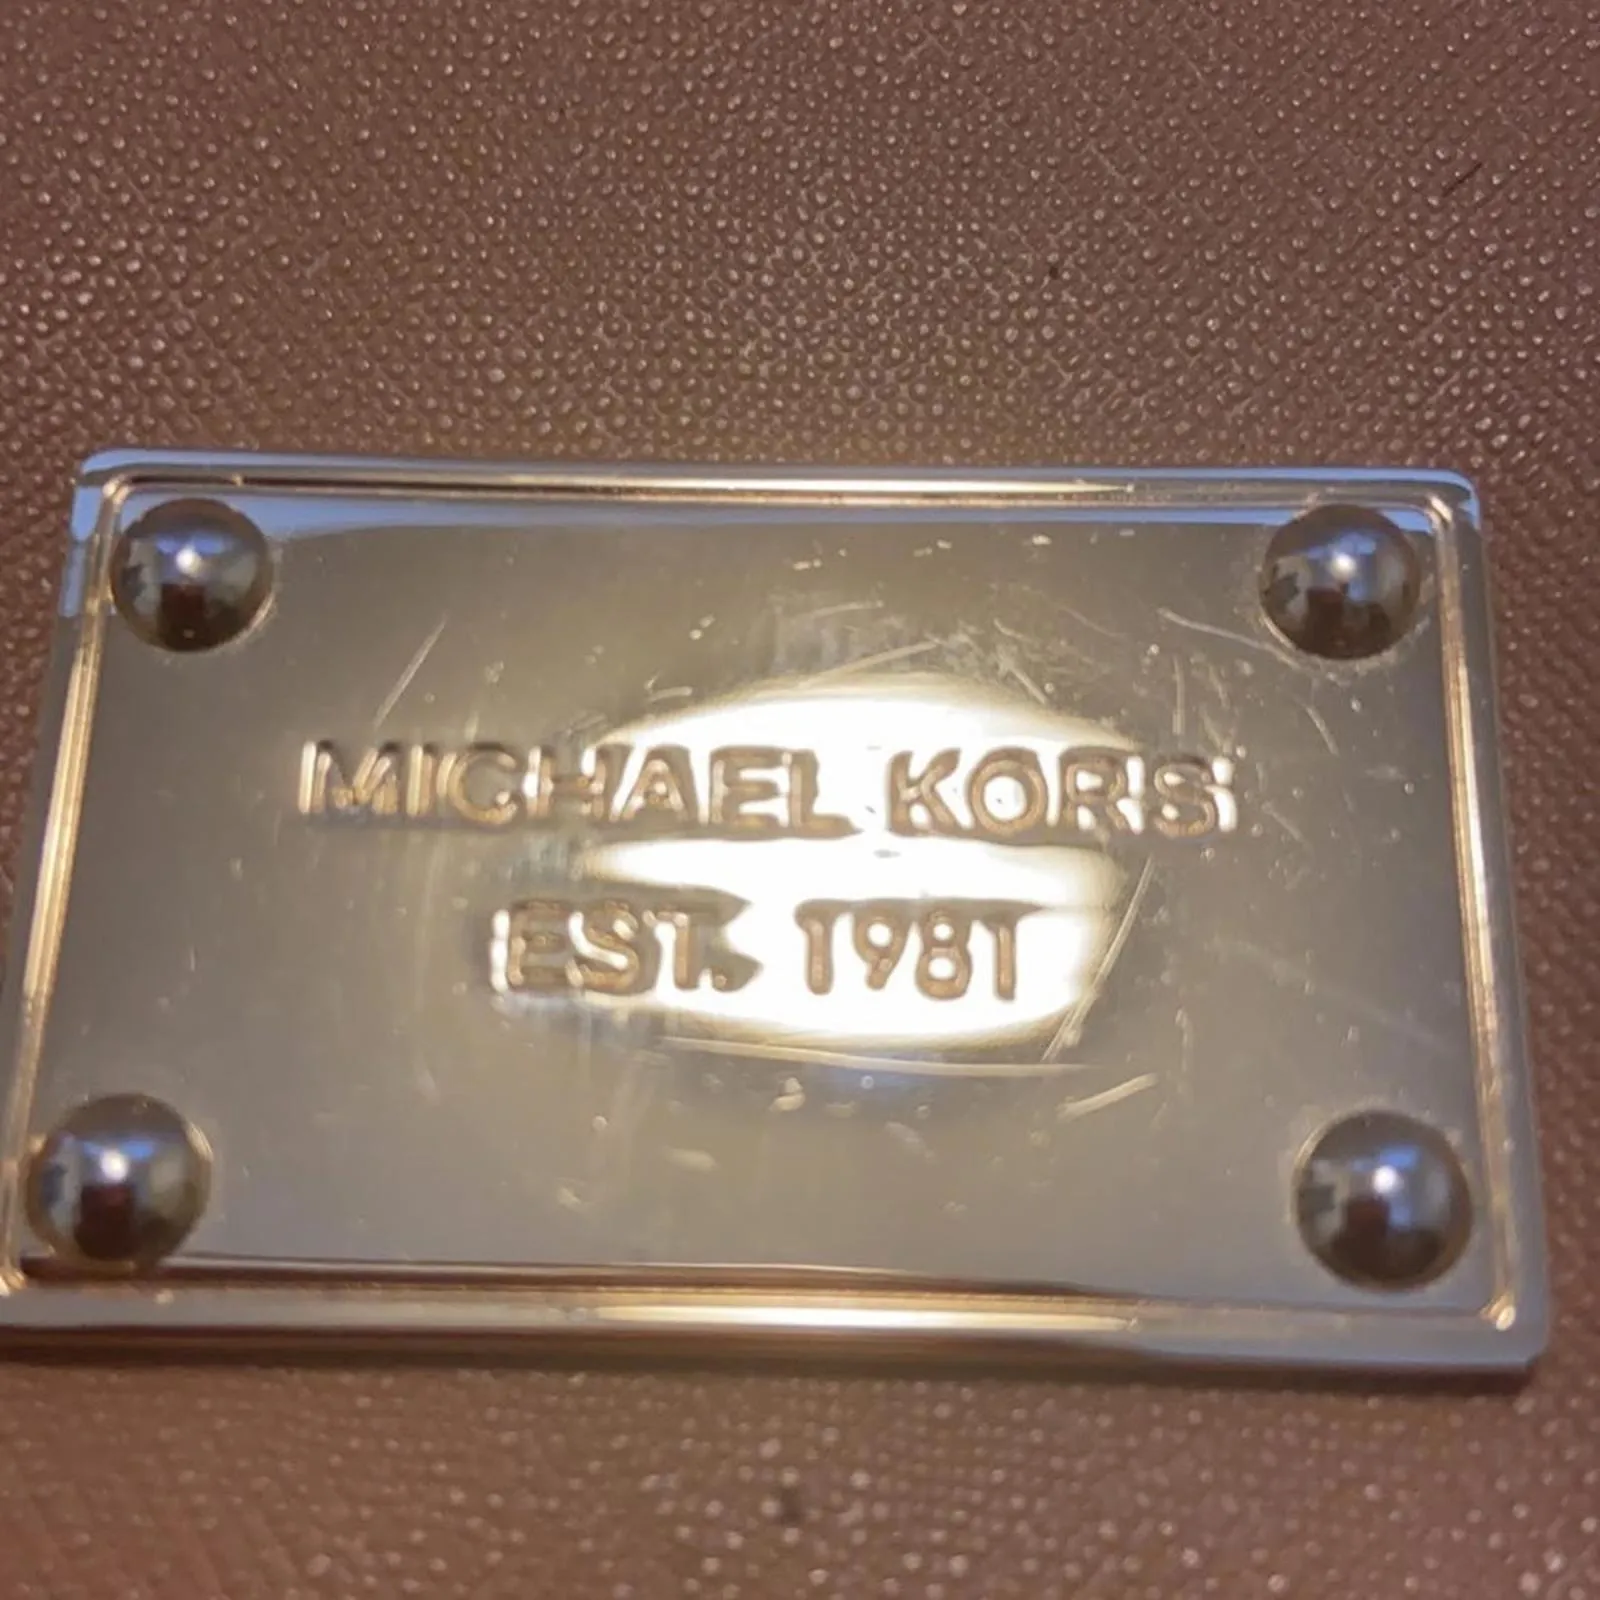 MICHAEL KORS
EST. 1981